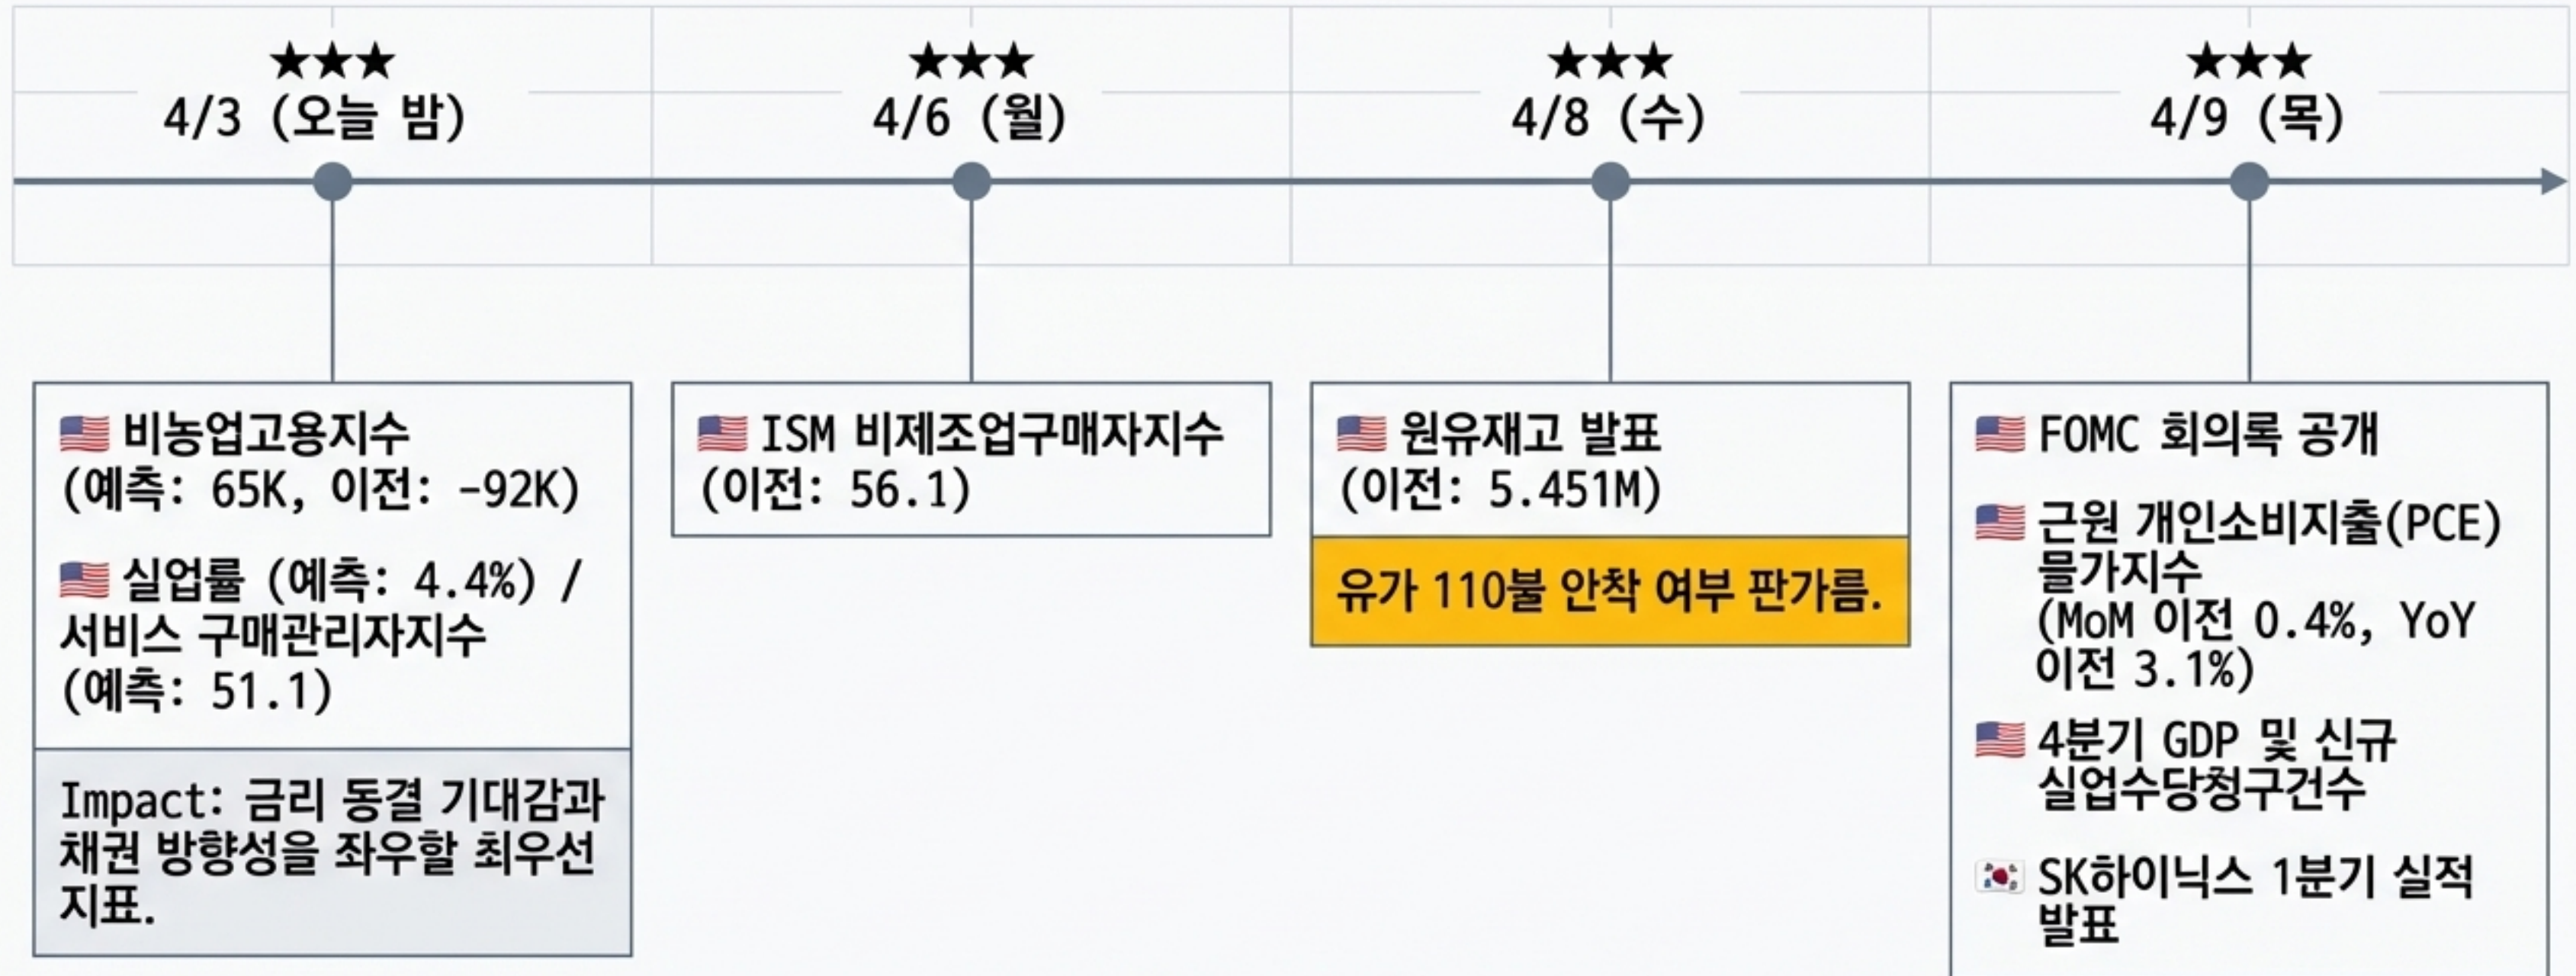 ★★★
4/3 (오늘 밤)
🇺🇸 비농업고용지수
(예측: 65K, 이전: -92K)
🇺🇸 실업률 (예측: 4.4%) /
서비스 구매관리자지수
(예측: 51.1)
Impact: 금리 동결 기대감과
채권 방향성을 좌우할 최우선
지표.
★★★
4/6 (월)
🇺🇸 ISM 비제조업구매자지수
(이전: 56.1)
★★★
4/8 (수)
🇺🇸 원유재고 발표
(이전: 5.451M)
유가 110불 안착 여부 판가름.
★★★
4/9 (목)
🇺🇸 FOMC 회의록 공개
🇺🇸 근원 개인소비지출(PCE)
믈가지수
(MoM 이전 0.4%, YoY
이전 3.1%)
🇺🇸 4분기 GDP 및 신규
실업수당청구건수
🇰🇷 SK하이닉스 1분기 실적
발표